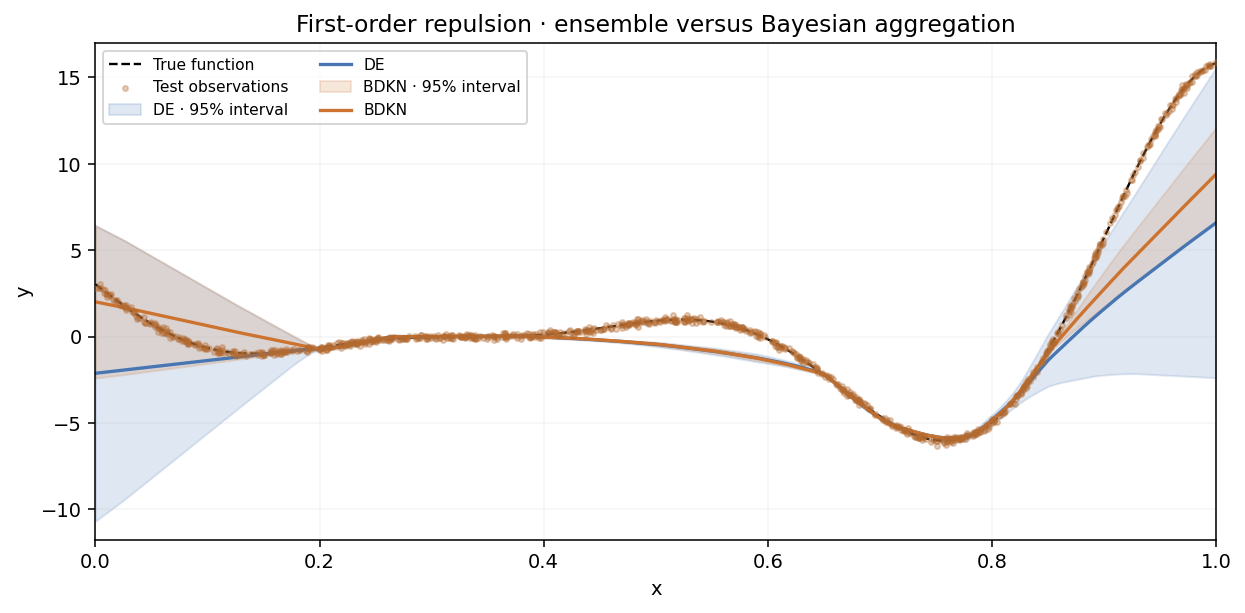 First-order repulsion · ensemble versus Bayesian aggregation
True function
Test observations
DE · 95% interval
DE
BDKN · 95% interval
BDKN
y
15
10
5
0
−5
−10
0.0 0.2 0.4 0.6 0.8 1.0
x